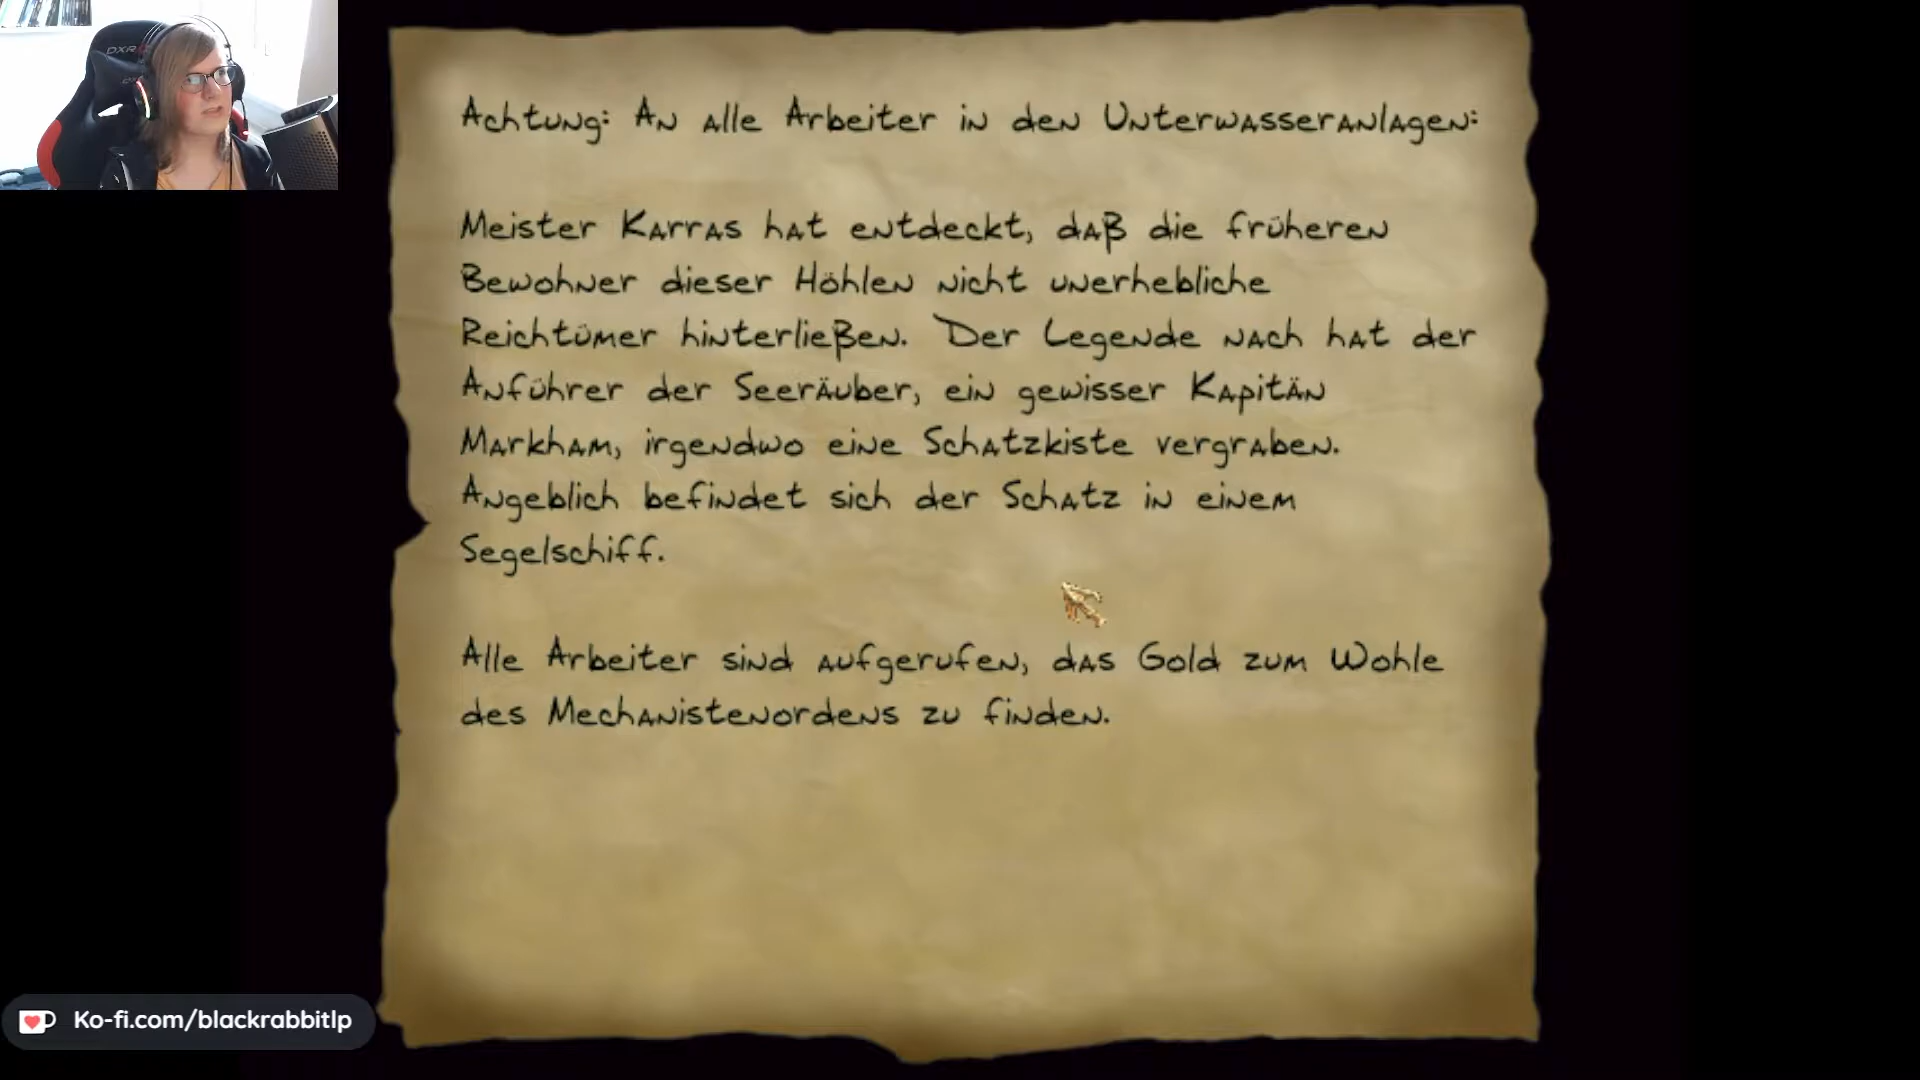 Achtung: An alle Arbeiter in den Unterwasseranlagen:
Meister Karras hat entdeckt, daß die früheren
Bewohner dieser Höhlen nicht unerhebliche
Reichtümer hinterließen. Der Legende nach hat der
Anführer der Seeräuber, ein gewisser Kapitän
Markham, irgendwo eine Schatzkiste vergraben.
Angeblich befindet sich der Schatz in einem
Segelschiff.
Alle Arbeiter sind aufgerufen, das Gold zum Wohle
des Mechanistenordens zu finden.
Ko-fi.com/blackrabbitlp